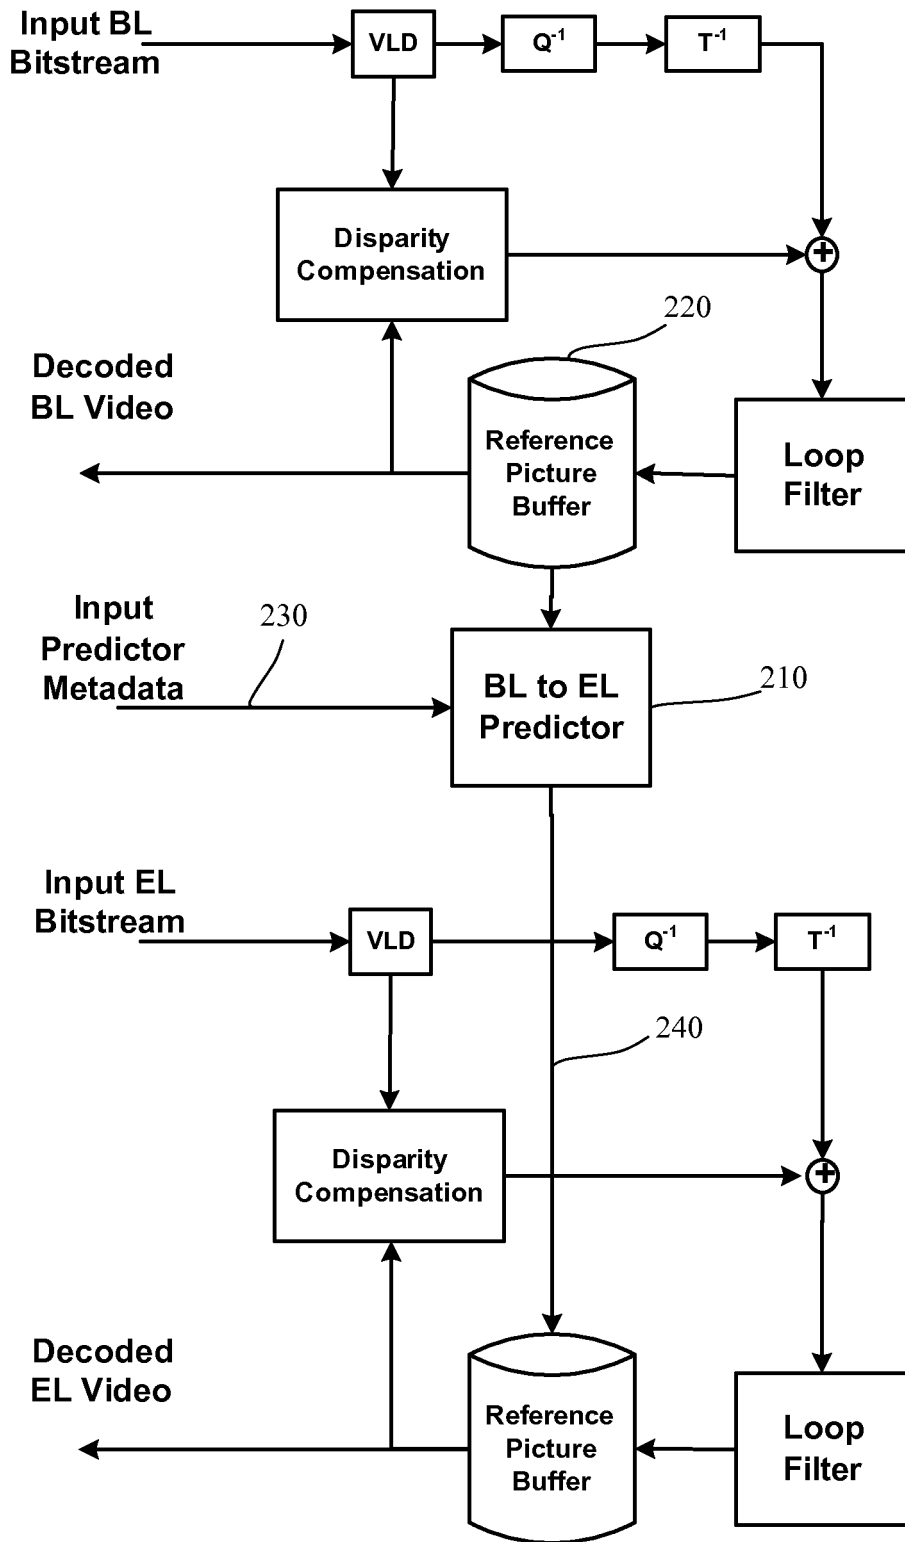 Input BL
Bitstream
VLD
Q-1
T-1
Disparity
Compensation
+
220
Decoded
BL Video
Reference
Picture
Buffer
Loop
Filter
Input
Predictor
Metadata
230
BL to EL
Predictor
210
Input EL
Bitstream
VLD
Q-1
T-1
240
Disparity
Compensation
+
Decoded
EL Video
Reference
Picture
Buffer
Loop
Filter